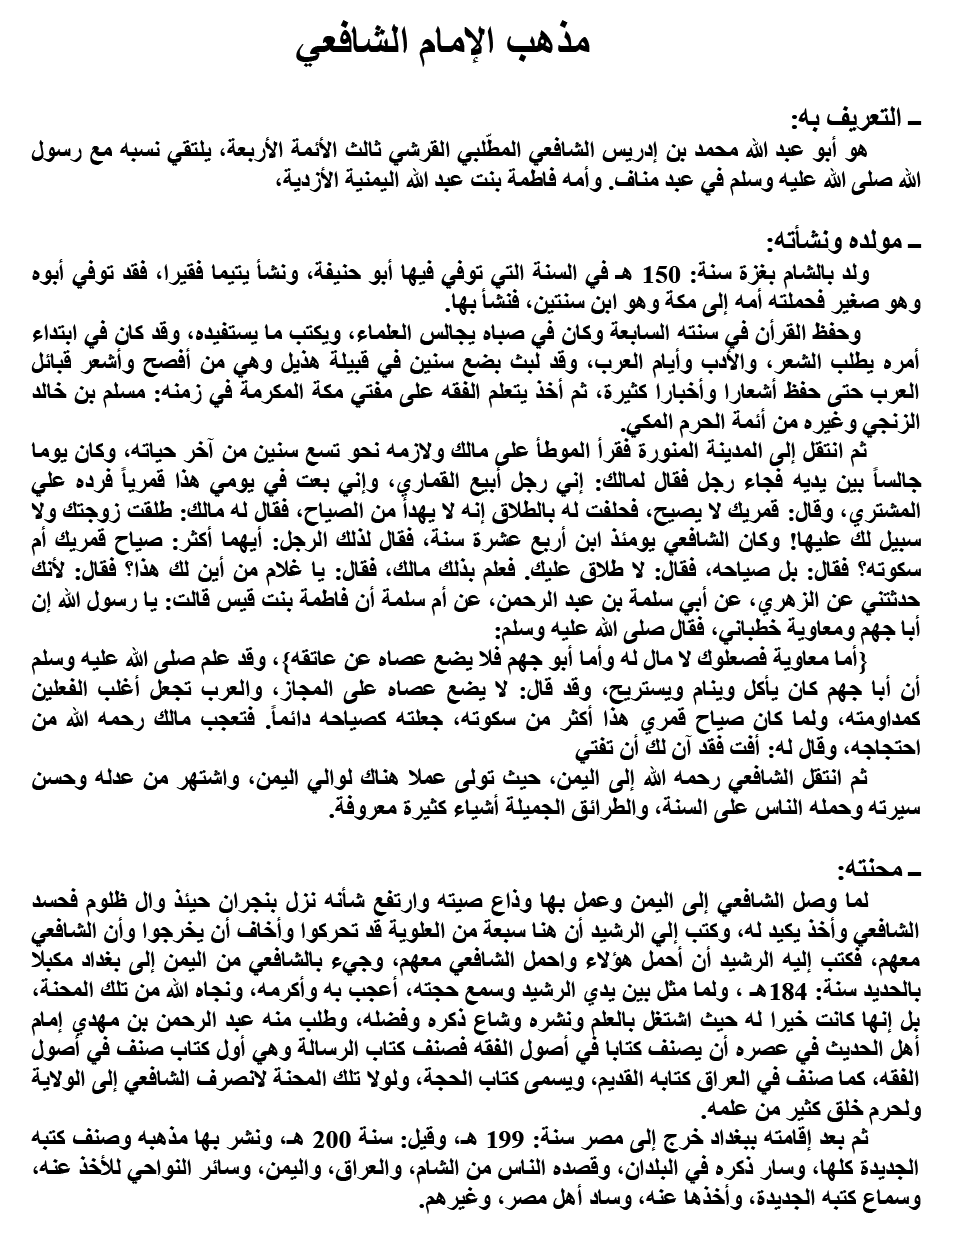 مذهب الإمام الشافعي
ــ التعريف به:
هو أبو عبد الله محمد بن إدريس الشافعي المطّلبي القرشي ثالث الأئمة الأربعة، يلتقي نسبه مع رسول
الله صلى الله عليه وسلم في عبد مناف. وأمه فاطمة بنت عبد الله اليمنية الأزدية،
ــ مولده ونشأته:
ولد بالشام بغزة سنة: 150 هـ في السنة التي توفي فيها أبو حنيفة، ونشأ يتيما فقيرا، فقد توفي أبوه
وهو صغير فحملته أمه إلى مكة وهو ابن سنتين، فنشأ بها.
وحفظ القرأن في سنته السابعة وكان في صباه يجالس العلماء، ويكتب ما يستفيده، وقد كان في ابتداء
أمره يطلب الشعر، والأدب وأيام العرب، وقد لبث بضع سنين في قبيلة هذيل وهي من أفصح وأشعر قبائل
العرب حتى حفظ أشعارا وأخبارا كثيرة، ثم أخذ يتعلم الفقه على مفتي مكة المكرمة في زمنه: مسلم بن خالد
الزنجي وغيره من أئمة الحرم المكي.
ثم انتقل إلى المدينة المنورة فقرأ الموطأ على مالك ولازمه نحو تسع سنين من آخر حياته، وكان يوما
جالساً بين يديه فجاء رجل فقال لمالك: إني رجل أبيع القماري، وإني بعت في يومي هذا قمرياً فرده علي
المشتري، وقال: قمريك لا يصيح، فحلفت له بالطلاق إنه لا يهدأ من الصياح، فقال له مالك: طلقت زوجتك ولا
سبيل لك عليها! وكان الشافعي يومئذ ابن أربع عشرة سنة، فقال لذلك الرجل: أيهما أكثر: صياح قمريك أم
سكوته؟ فقال: بل صياحه، فقال: لا طلاق عليك. فعلم بذلك مالك، فقال: يا غلام من أين لك هذا؟ فقال: لأنك
حدثتني عن الزهري، عن أبي سلمة بن عبد الرحمن، عن أم سلمة أن فاطمة بنت قيس قالت: يا رسول الله إن
أبا جهم ومعاوية خطباني، فقال صلى الله عليه وسلم:
{أما معاوية فصعلوك لا مال له وأما أبو جهم فلا يضع عصاه عن عاتقه}، وقد علم صلى الله عليه وسلم
أن أبا جهم كان يأكل وينام ويستريح، وقد قال: لا يضع عصاه على المجاز، والعرب تجعل أغلب الفعلين
كمداومته، ولما كان صياح قمري هذا أكثر من سكوته، جعلته كصياحه دائماً. فتعجب مالك رحمه الله من
احتجاجه، وقال له: أفت فقد آن لك أن تفتي
ثم انتقل الشافعي رحمه الله إلى اليمن، حيث تولى عملا هناك لوالي اليمن، واشتهر من عدله وحسن
سيرته وحمله الناس على السنة، والطرائق الجميلة أشياء كثيرة معروفة.
ــ محنته:
لما وصل الشافعي إلى اليمن وعمل بها وذاع صيته وارتفع شأنه نزل بنجران حيئذ وال ظلوم فحسد
الشافعي وأخذ يكيد له، وكتب إلي الرشيد أن هنا سبعة من العلوية قد تحركوا وأخاف أن يخرجوا وأن الشافعي
معهم، فكتب إليه الرشيد أن أحمل هؤلاء واحمل الشافعي معهم، وجيء بالشافعي من اليمن إلى بغداد مكبلا
بالحديد سنة: 184هـ ، ولما مثل بين يدي الرشيد وسمع حجته، أعجب به وأكرمه، ونجاه الله من تلك المحنة،
بل إنها كانت خيرا له حيث اشتغل بالعلم ونشره وشاع ذكره وفضله، وطلب منه عبد الرحمن بن مهدي إمام
أهل الحديث في عصره أن يصنف كتابا في أصول الفقه فصنف كتاب الرسالة وهي أول كتاب صنف في أصول
الفقه، كما صنف في العراق كتابه القديم، ويسمى كتاب الحجة، ولولا تلك المحنة لانصرف الشافعي إلى الولاية
ولحرم خلق كثير من علمه.
ثم بعد إقامته ببغداد خرج إلى مصر سنة: 199 هـ، وقيل: سنة 200 هـ، ونشر بها مذهبه وصنف كتبه
الجديدة كلها، وسار ذكره في البلدان، وقصده الناس من الشام، والعراق، واليمن، وسائر النواحي للأخذ عنه،
وسماع كتبه الجديدة، وأخذها عنه، وساد أهل مصر، وغيرهم.